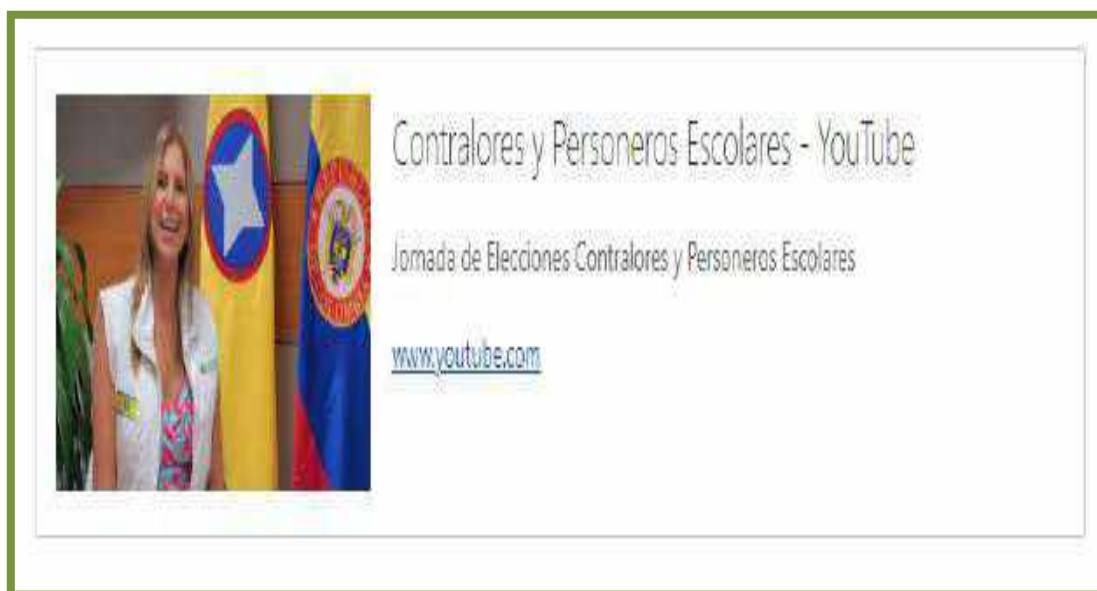 Contralores y Personeros Escolares - YouTube
Jornada de Elecciones Contralores y Personeros Escolares
www.youtube.com